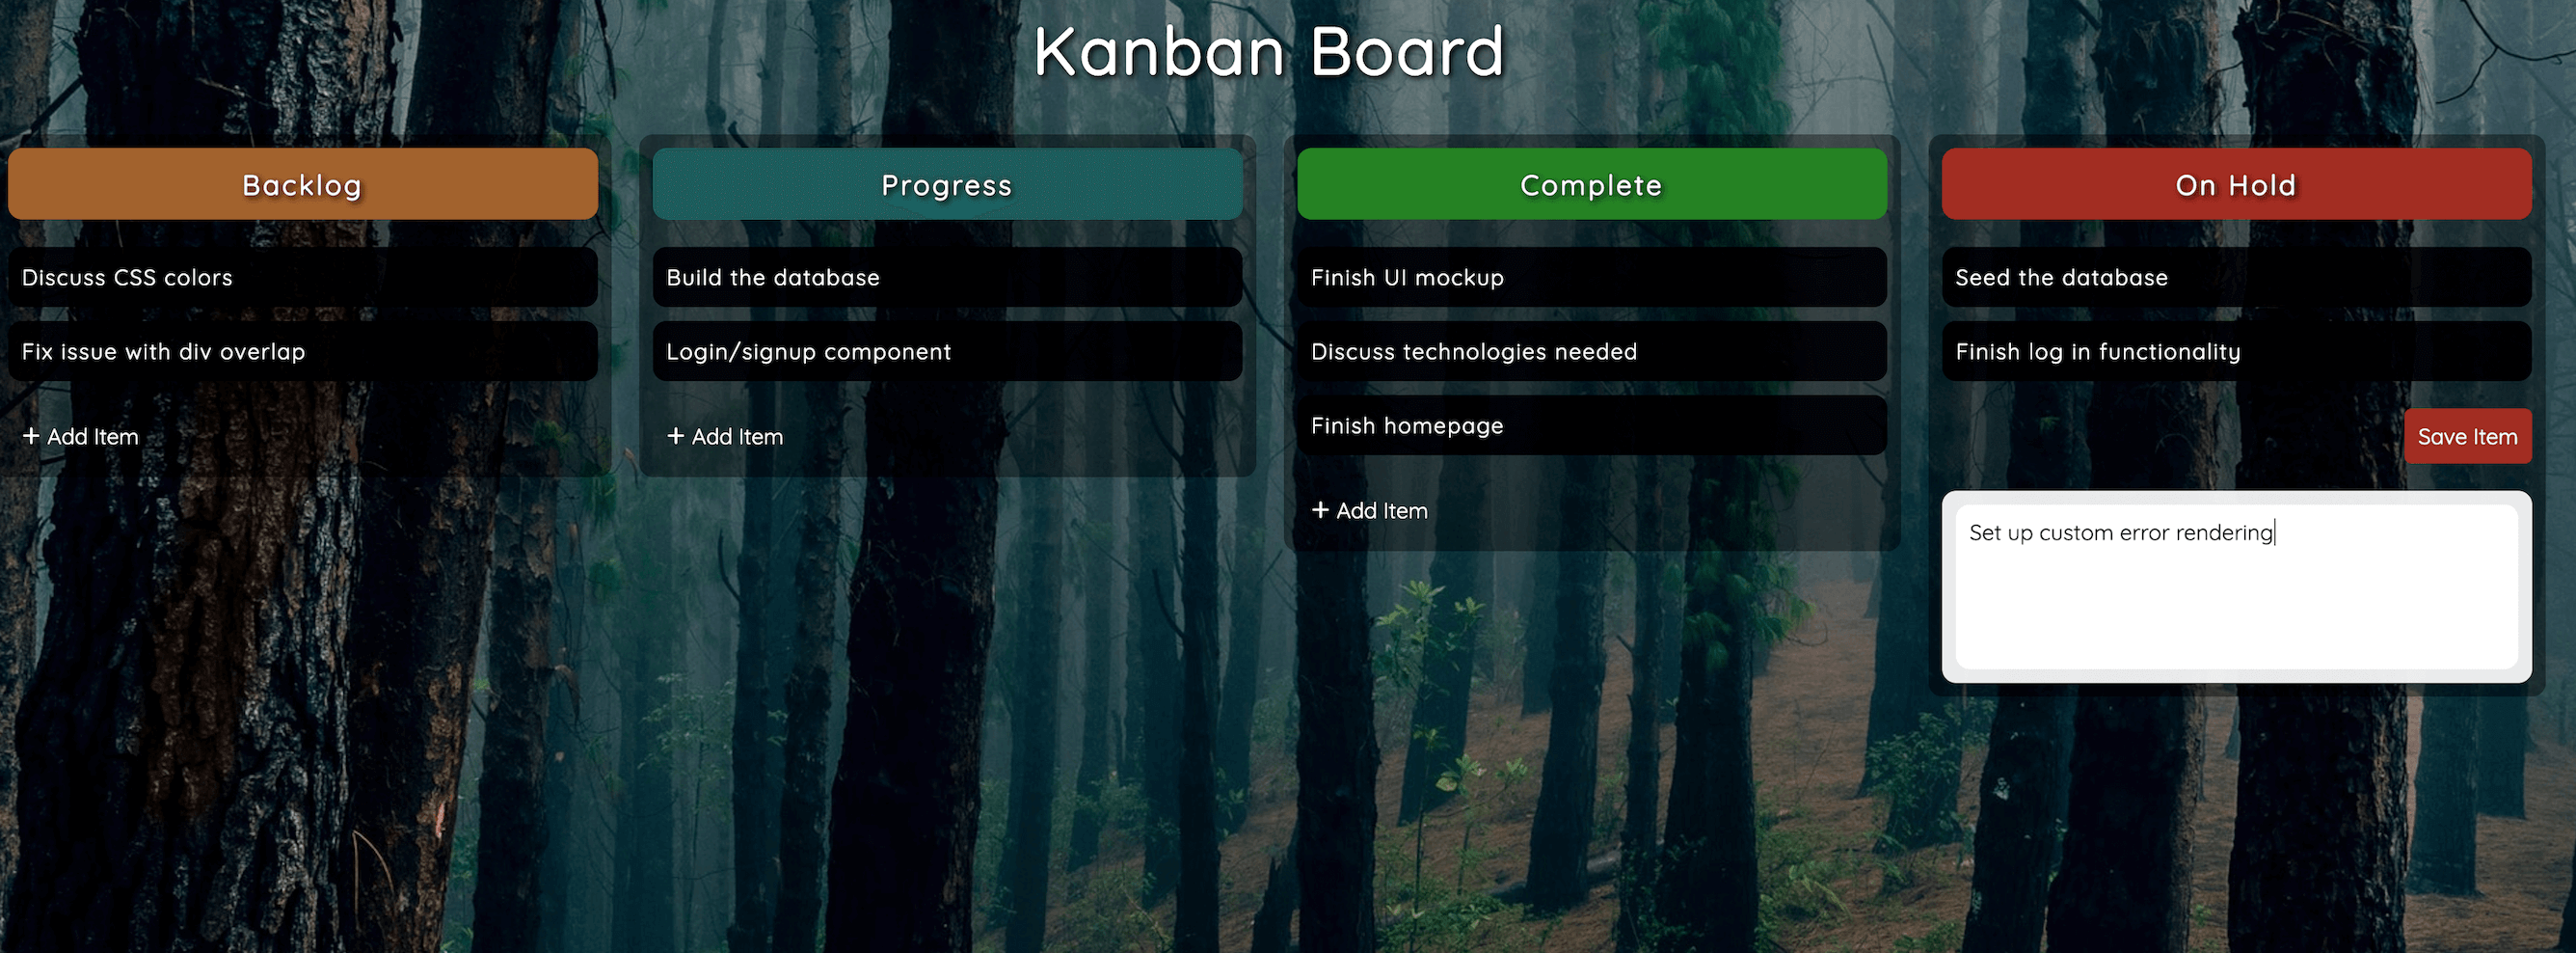 Kanban Board
Backlog
Discuss CSS colors
Fix issue with div overlap
+ Add Item
Progress
Build the database
Login/signup component
+ Add Item
Complete
Finish UI mockup
Discuss technologies needed
Finish homepage
+ Add Item
On Hold
Seed the database
Finish log in functionality
Save Item
Set up custom error rendering